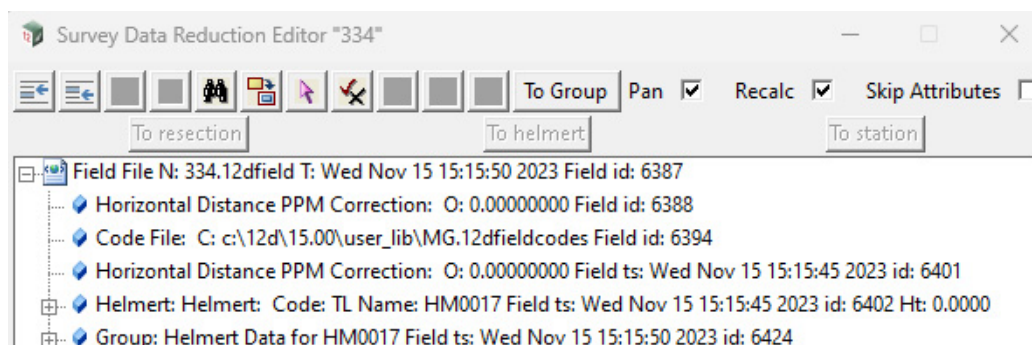 Survey Data Reduction Editor "334"
To Group Pan Recalc Skip Attributes
To resection To helmert To station
Field File N: 334.12dfield T: Wed Nov 15 15:15:50 2023 Field id: 6387
Horizontal Distance PPM Correction:  O: 0.00000000 Field id: 6388
Code File:  C: c:\12d\15.00\user_lib\MG.12dfieldcodes Field id: 6394
Horizontal Distance PPM Correction:  O: 0.00000000 Field ts: Wed Nov 15 15:15:45 2023 id: 6401
Helmert: Helmert:  Code: TL Name: HM0017 Field ts: Wed Nov 15 15:15:45 2023 id: 6402 Ht: 0.0000
Group: Helmert Data for HM0017 Field ts: Wed Nov 15 15:15:50 2023 id: 6424